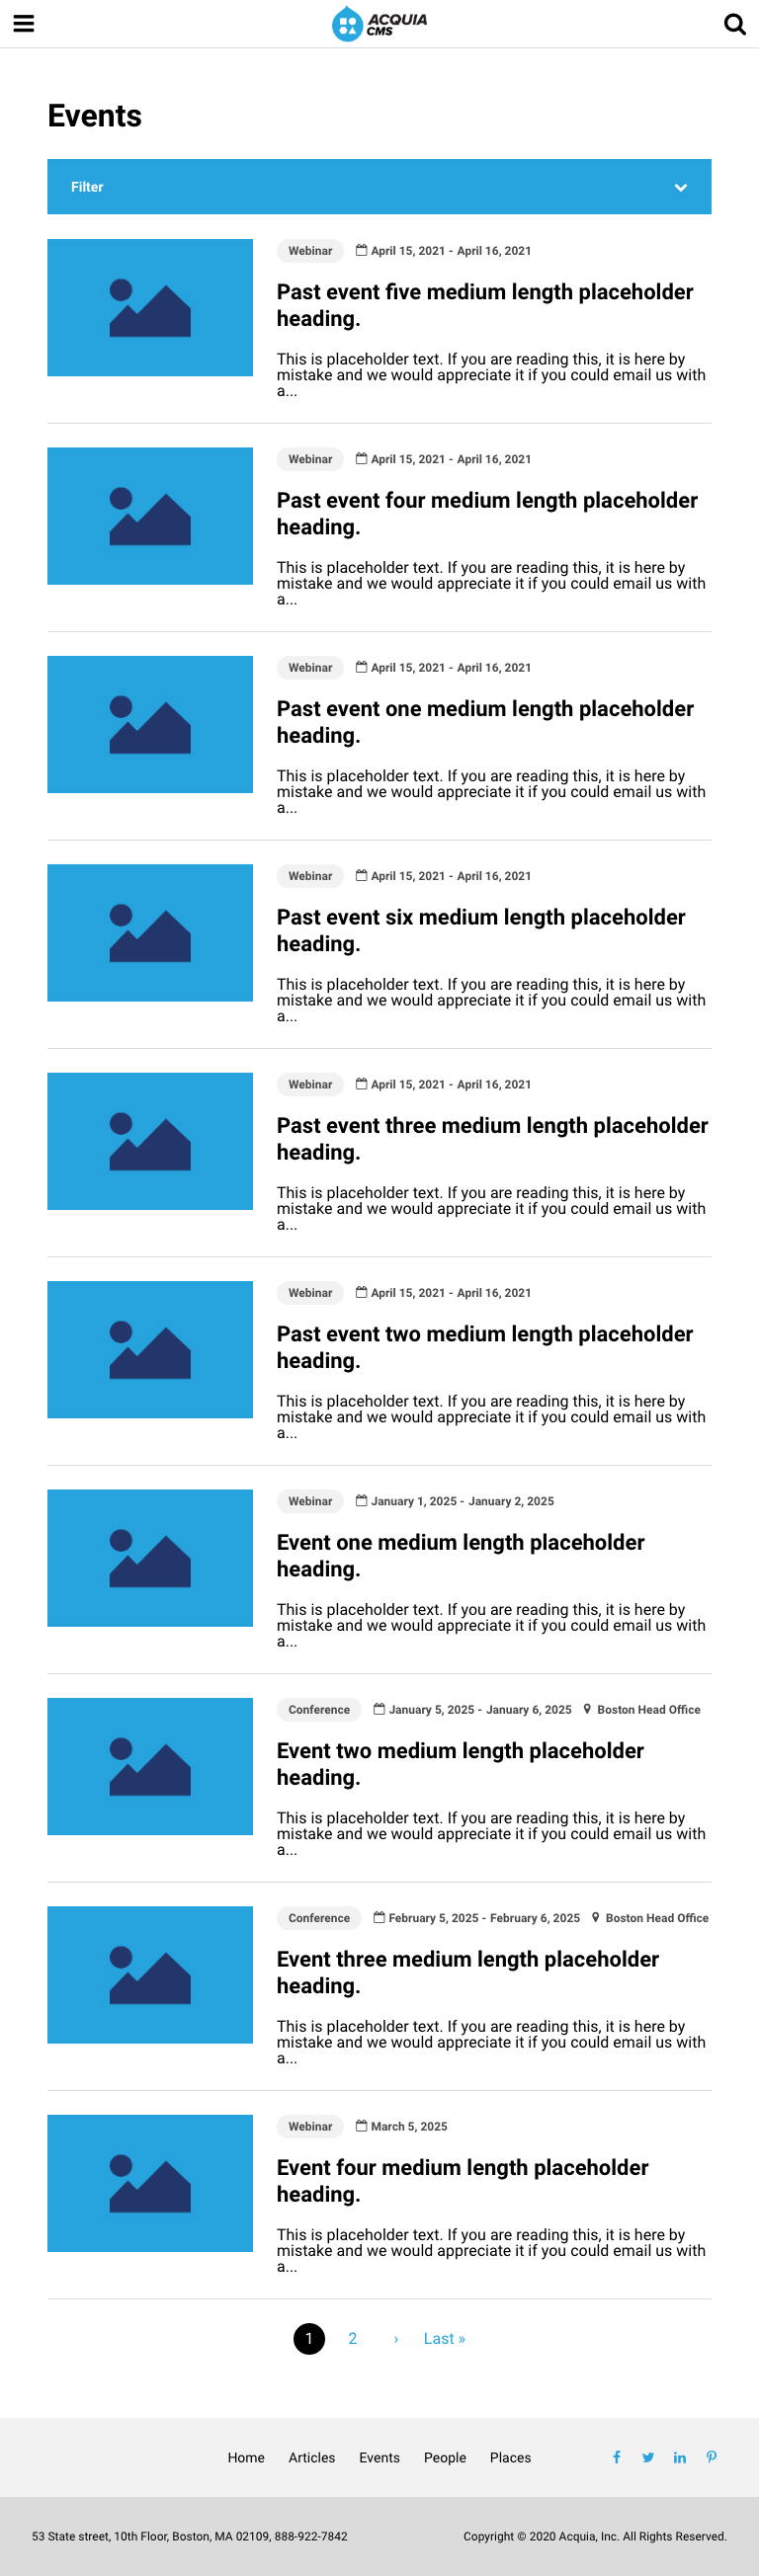 ACQUIA
CMS
Events
Filter
Webinar April 15, 2021 - April 16, 2021
Past event five medium length placeholder
heading.
This is placeholder text. If you are reading this, it is here by
mistake and we would appreciate it if you could email us with
a...
Webinar April 15, 2021 - April 16, 2021
Past event four medium length placeholder
heading.
This is placeholder text. If you are reading this, it is here by
mistake and we would appreciate it if you could email us with
a...
Webinar April 15, 2021 - April 16, 2021
Past event one medium length placeholder
heading.
This is placeholder text. If you are reading this, it is here by
mistake and we would appreciate it if you could email us with
a...
Webinar April 15, 2021 - April 16, 2021
Past event six medium length placeholder
heading.
This is placeholder text. If you are reading this, it is here by
mistake and we would appreciate it if you could email us with
a...
Webinar April 15, 2021 - April 16, 2021
Past event three medium length placeholder
heading.
This is placeholder text. If you are reading this, it is here by
mistake and we would appreciate it if you could email us with
a...
Webinar April 15, 2021 - April 16, 2021
Past event two medium length placeholder
heading.
This is placeholder text. If you are reading this, it is here by
mistake and we would appreciate it if you could email us with
a...
Webinar January 1, 2025 - January 2, 2025
Event one medium length placeholder
heading.
This is placeholder text. If you are reading this, it is here by
mistake and we would appreciate it if you could email us with
a...
Conference January 5, 2025 - January 6, 2025 Boston Head Office
Event two medium length placeholder
heading.
This is placeholder text. If you are reading this, it is here by
mistake and we would appreciate it if you could email us with
a...
Conference February 5, 2025 - February 6, 2025 Boston Head Office
Event three medium length placeholder
heading.
This is placeholder text. If you are reading this, it is here by
mistake and we would appreciate it if you could email us with
a...
Webinar March 5, 2025
Event four medium length placeholder
heading.
This is placeholder text. If you are reading this, it is here by
mistake and we would appreciate it if you could email us with
a...
1 2 › Last »
Home Articles Events People Places
53 State street, 10th Floor, Boston, MA 02109, 888-922-7842 Copyright © 2020 Acquia, Inc. All Rights Reserved.